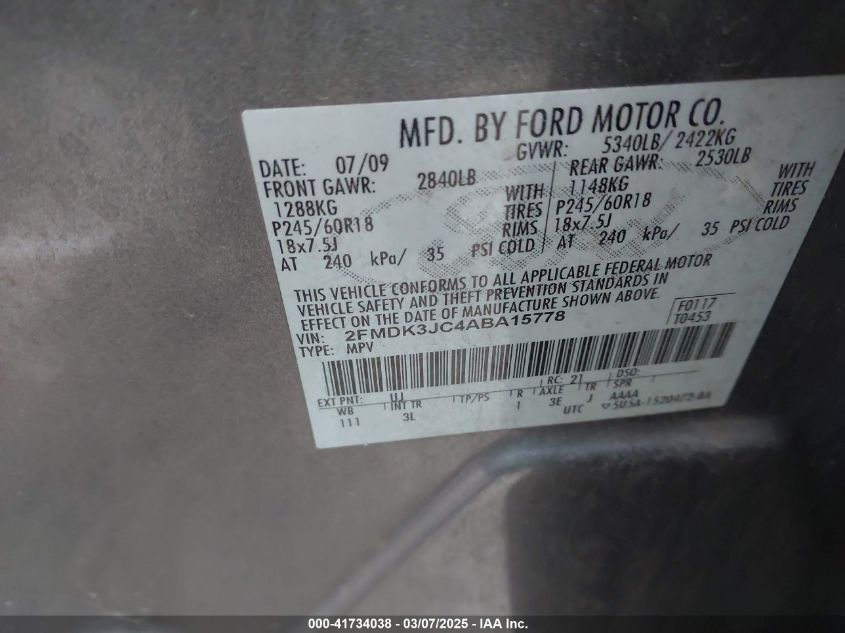 MFD. BY FORD MOTOR CO.
DATE: 07/09 GVWR: 5340LB/ 2422KG
FRONT GAWR: 2840LB REAR GAWR: 2530LB
1288KG WITH 1148KG WITH
P245/60R18 TIRES P245/60R18 TIRES
18x7.5J RIMS 18x7.5J RIMS
AT 240 kPa/ 35 PSI COLD AT 240 kPa/ 35 PSI COLD
THIS VEHICLE CONFORMS TO ALL APPLICABLE FEDERAL MOTOR
VEHICLE SAFETY AND THEFT PREVENTION STANDARDS IN
EFFECT ON THE DATE OF MANUFACTURE SHOWN ABOVE.
VIN: 2FMDK3JC4ABA15778 F0117
TYPE: MPV T0453
EXT PNT: UJ RC: 21 DSO:
WB INT TR TP/PS R AXLE TR SPR
111 3L I 3E J AAAA
UTC 5U5A-1520472-BA
000-41734038 - 03/07/2025 - IAA Inc.